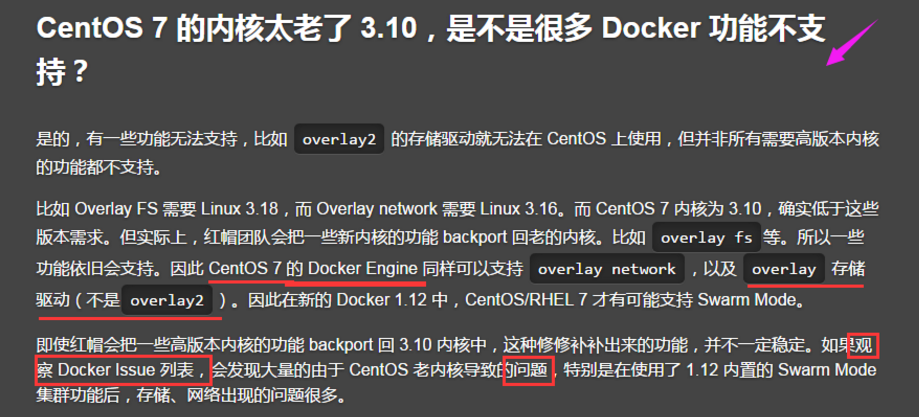 CentOS 7 的内核太老了 3.10，是不是很多 Docker 功能不支
持？
是的，有一些功能无法支持，比如 overlay2 的存储驱动就无法在 CentOS 上使用，但并非所有需要高版本内核
的功能都不支持。
比如 Overlay FS 需要 Linux 3.18，而 Overlay network 需要 Linux 3.16。而 CentOS 7 内核为 3.10，确实低于这些
版本需求。但实际上，红帽团队会把一些新内核的功能 backport 回老的内核。比如 overlay fs 等。所以一些
功能依旧会支持。因此 CentOS 7 的 Docker Engine 同样可以支持 overlay network ，以及 overlay 存储
驱动（不是 overlay2 ）。因此在新的 Docker 1.12 中，CentOS/RHEL 7 才有可能支持 Swarm Mode。
即使红帽会把一些高版本内核的功能 backport 回 3.10 内核中，这种修修补补出来的功能，并不一定稳定。如果观
察 Docker Issue 列表，会发现大量的由于 CentOS 老内核导致的问题，特别是在使用了 1.12 内置的 Swarm Mode
集群功能后，存储、网络出现的问题很多。